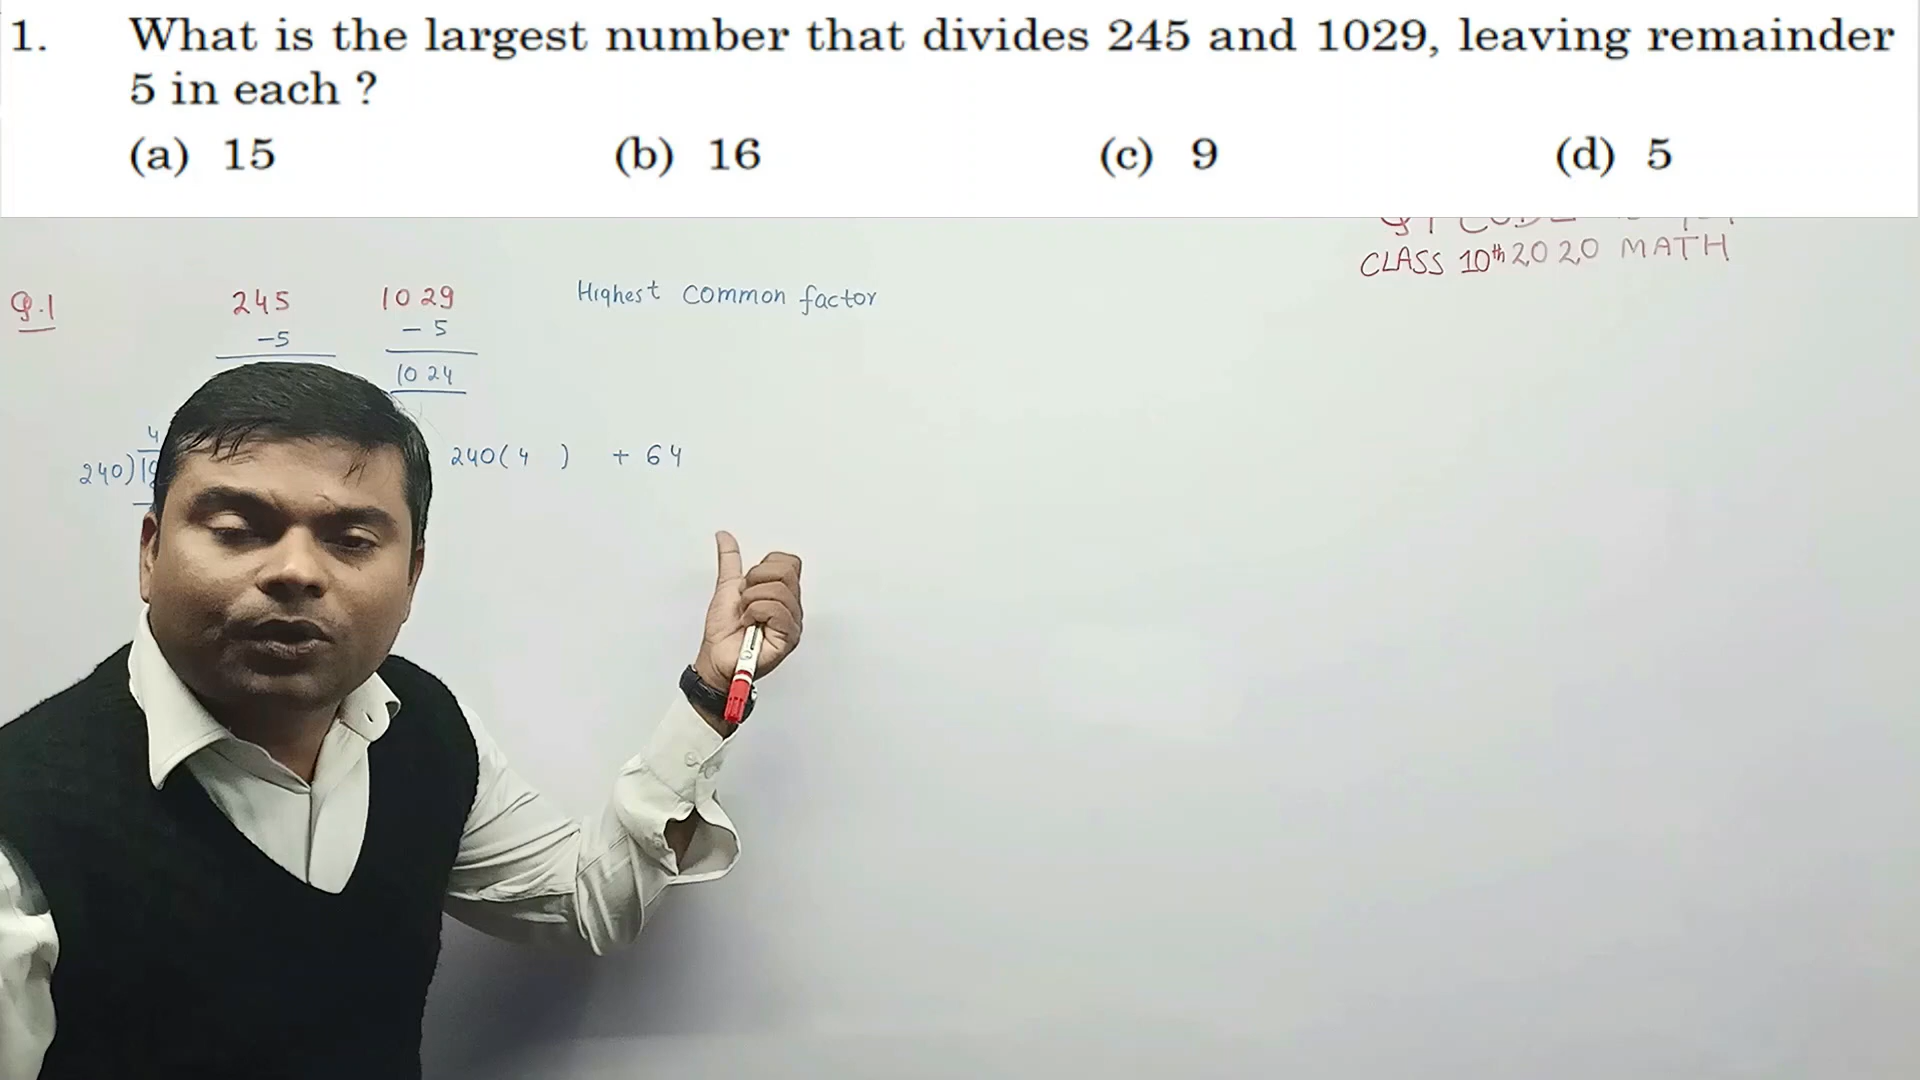 1. What is the largest number that divides 245 and 1029, leaving remainder
5 in each ?
(a) 15 (b) 16 (c) 9 (d) 5
CLASS 10th 2020 MATH
Q.1 245 1029 Highest common factor
-5 - 5
1024
4
240) 240(4 ) + 64